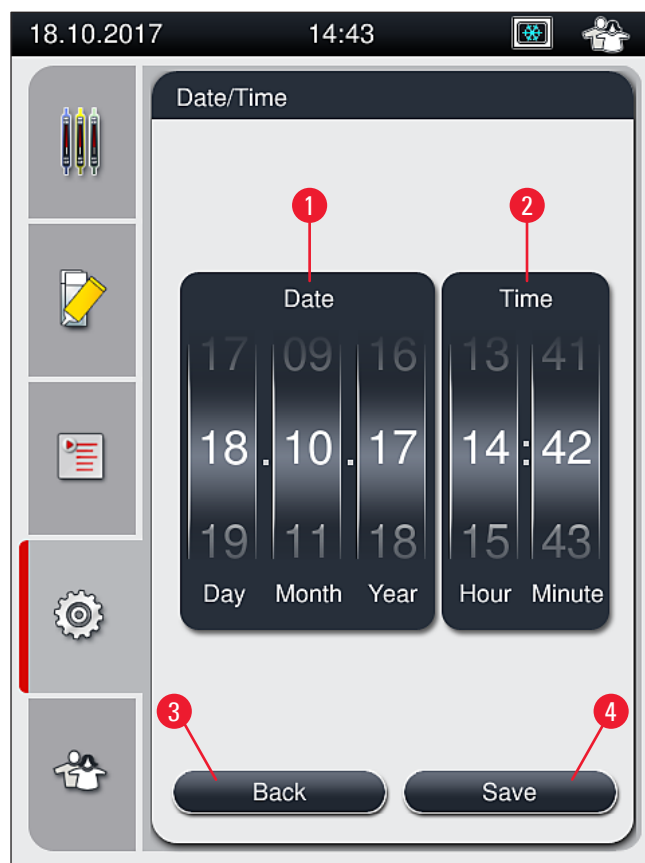 18.10.2017 14:43
Date/Time
1 2
Date Time
17 09 16 13 41
18 . 10 . 17 14 : 42
19 11 18 15 43
Day Month Year Hour Minute
3 4
Back Save